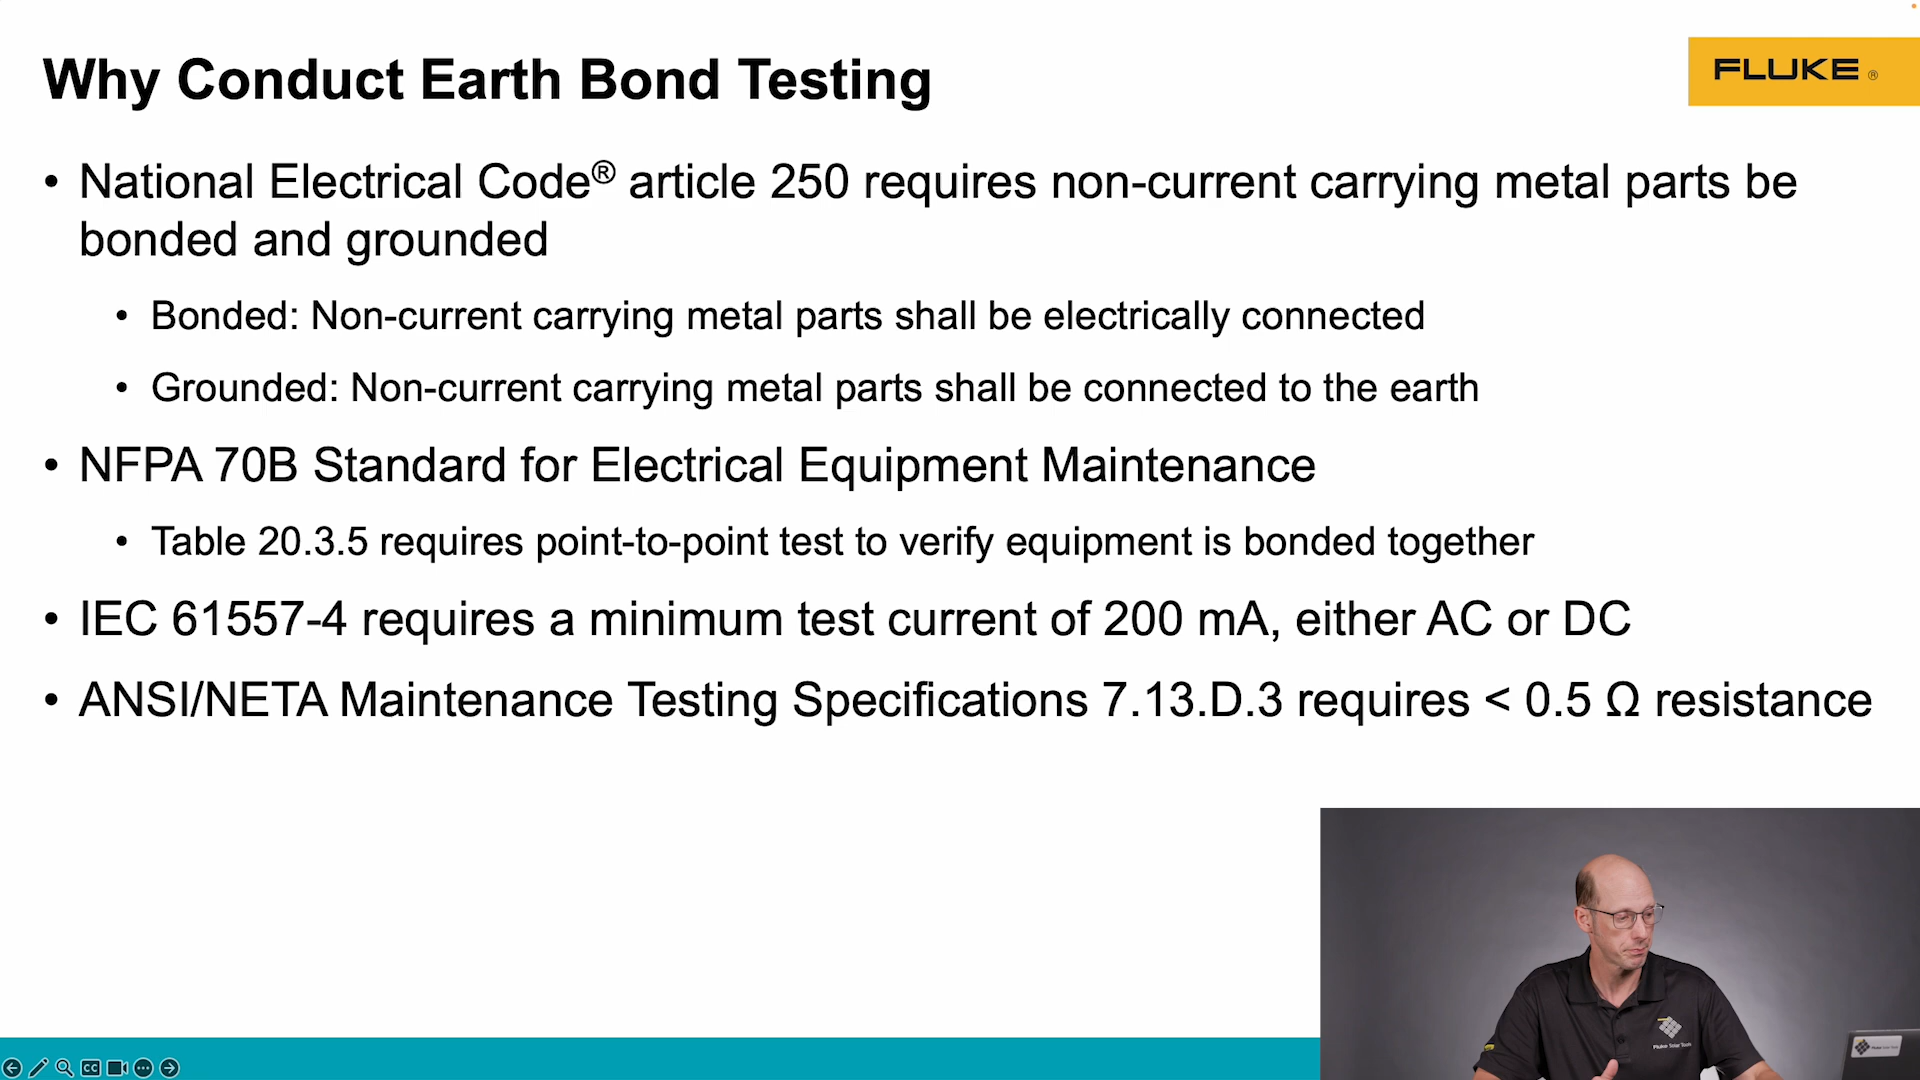 Why Conduct Earth Bond Testing
FLUKE ®
• National Electrical Code® article 250 requires non-current carrying metal parts be
bonded and grounded
• Bonded: Non-current carrying metal parts shall be electrically connected
• Grounded: Non-current carrying metal parts shall be connected to the earth
• NFPA 70B Standard for Electrical Equipment Maintenance
• Table 20.3.5 requires point-to-point test to verify equipment is bonded together
• IEC 61557-4 requires a minimum test current of 200 mA, either AC or DC
• ANSI/NETA Maintenance Testing Specifications 7.13.D.3 requires < 0.5 Ω resistance
Fluke Solar Tools
CC